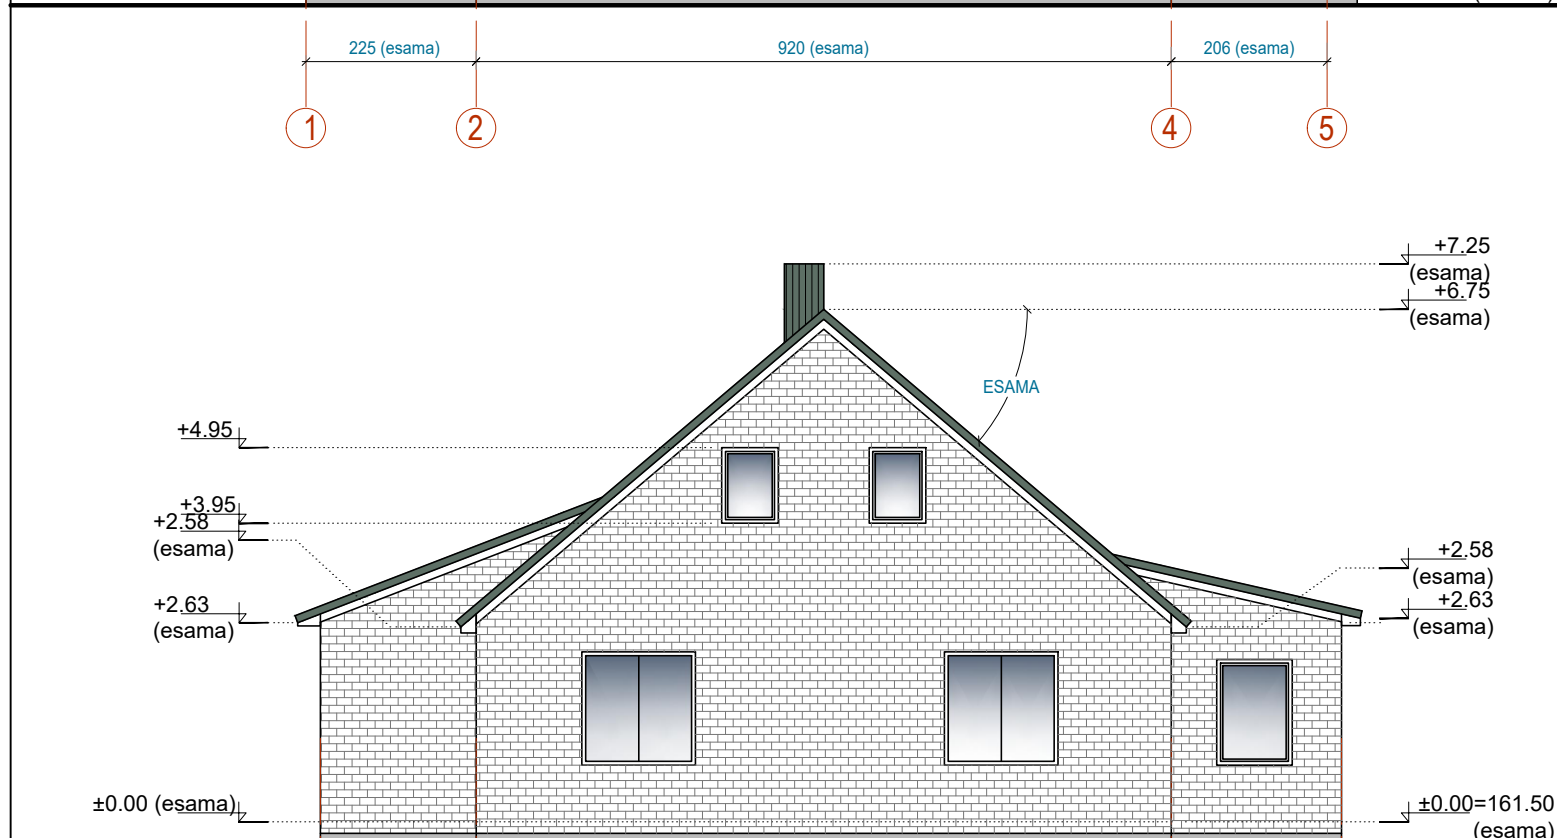 225 (esama)
920 (esama)
206 (esama)
1
2
4
5
+7.25
(esama)
+6.75
(esama)
ESAMA
+4.95
+3.95
+2.58
(esama)
+2.58
(esama)
+2.63
(esama)
+2.63
(esama)
±0.00 (esama)
±0.00=161.50
(esama)